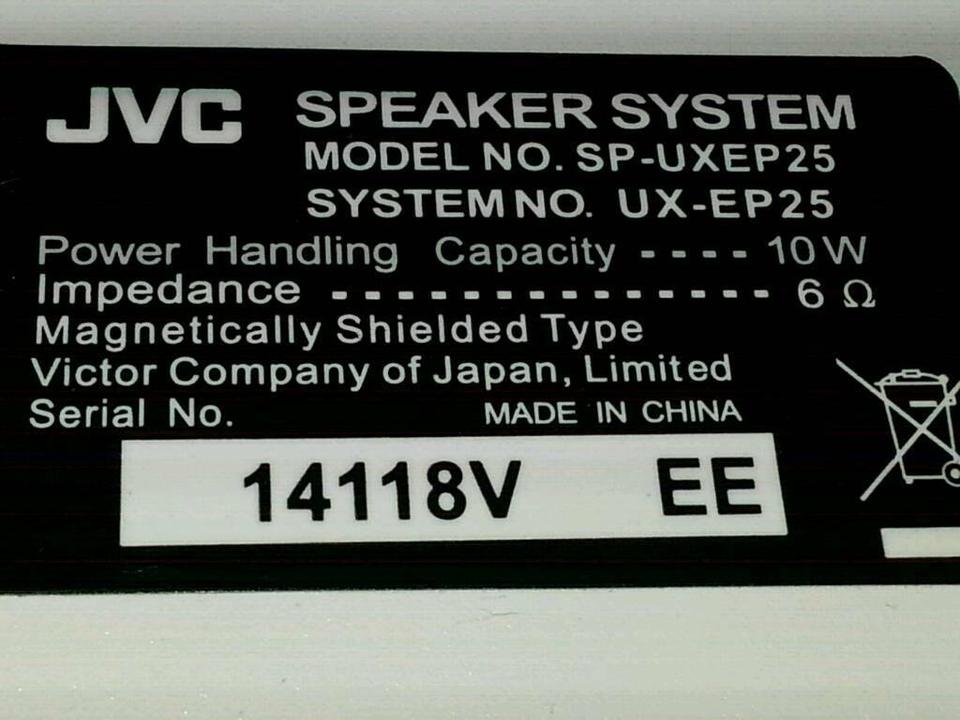 JVC SPEAKER SYSTEM
MODEL NO. SP-UXEP25
SYSTEM NO. UX-EP25
Power Handling Capacity - - - - 10W
Impedance - - - - - - - - - - - - - - 6 Ω
Magnetically Shielded Type
Victor Company of Japan, Limited
Serial No. MADE IN CHINA
14118V EE